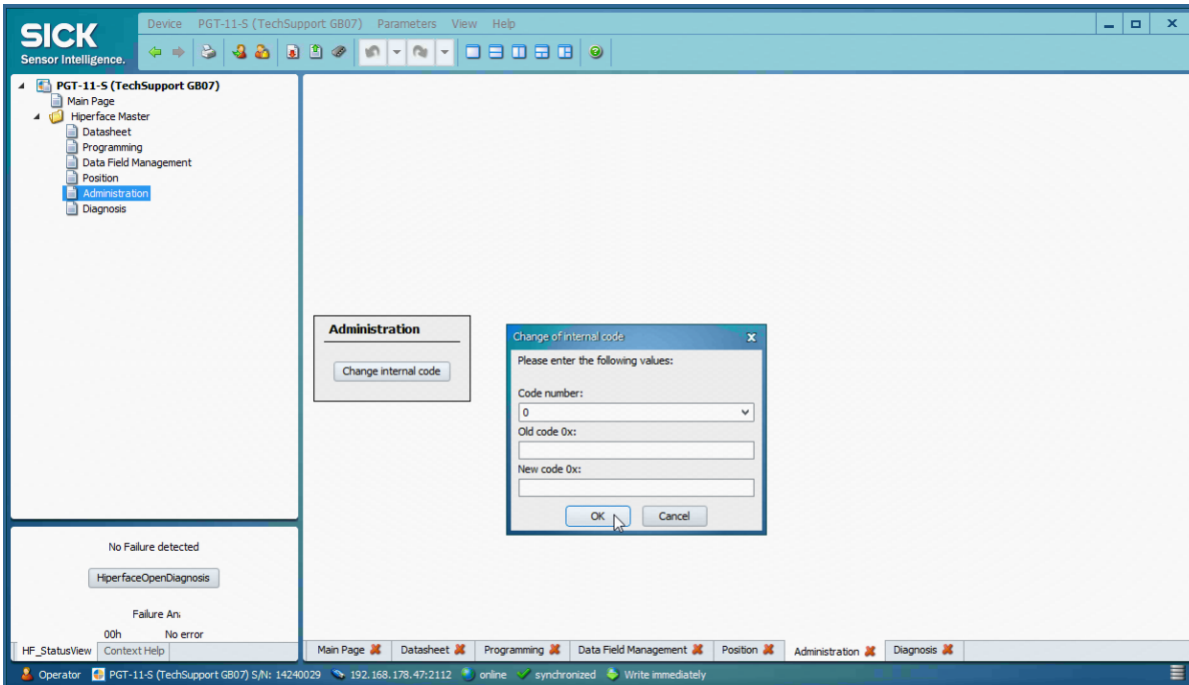 SICK
Sensor Intelligence.
Device PGT-11-S (TechSupport GB07) Parameters View Help
PGT-11-S (TechSupport GB07)
Main Page
Hiperface Master
Datasheet
Programming
Data Field Management
Position
Administration
Diagnosis
Administration
Change internal code
Change of internal code
Please enter the following values:
Code number:
0
Old code 0x:
New code 0x:
OK Cancel
No Failure detected
HiperfaceOpenDiagnosis
Failure An
00h No error
HF_StatusView Context Help
Main Page Datasheet Programming Data Field Management Position Administration Diagnosis
Operator PGT-11-S (TechSupport GB07) S/N: 14240029 192.168.178.47:2112 online synchronized Write immediately